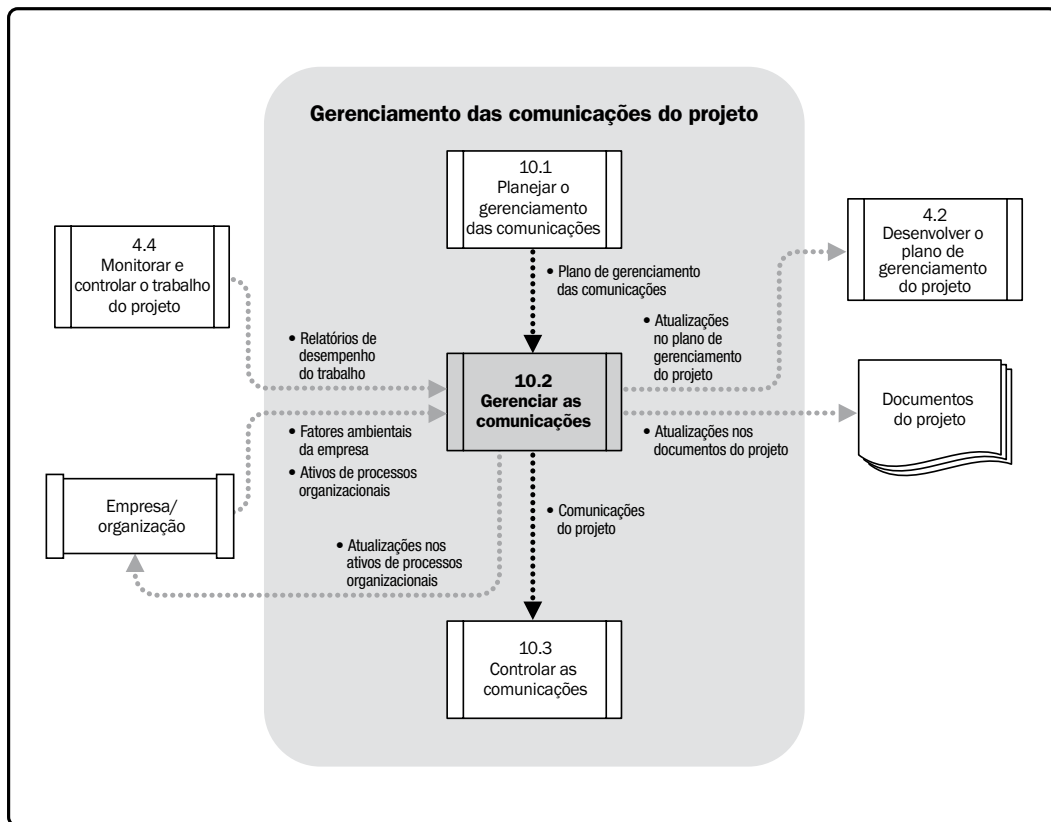 Gerenciamento das comunicações do projeto
10.1
Planejar o
gerenciamento
das comunicações
4.4
Monitorar e
controlar o trabalho
do projeto
4.2
Desenvolver o
plano de
gerenciamento
do projeto
• Plano de gerenciamento
das comunicações
• Relatórios de
desempenho
do trabalho
• Atualizações
no plano de
gerenciamento
do projeto
10.2
Gerenciar as
comunicações
Documentos
do projeto
• Fatores ambientais
da empresa
• Ativos de processos
organizacionais
• Atualizações nos
documentos do projeto
Empresa/
organização
• Comunicações
do projeto
• Atualizações nos
ativos de processos
organizacionais
10.3
Controlar as
comunicações